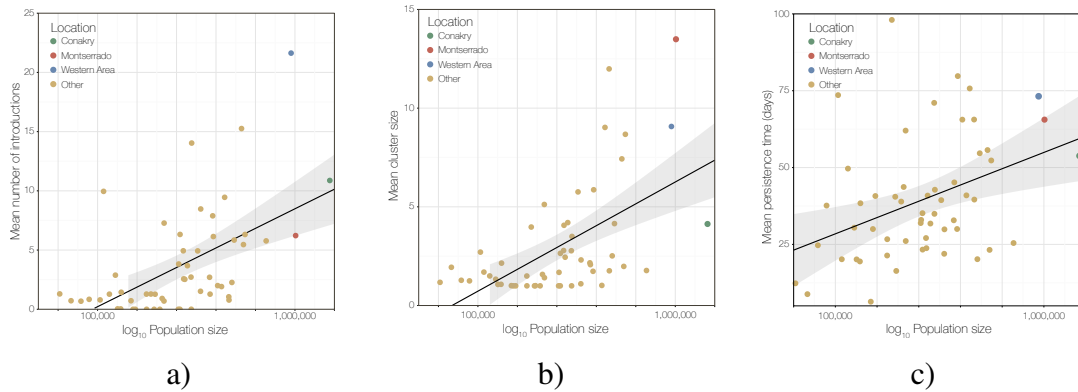 25
20
15
10
5
0
Mean number of introductions
Location
Conakry
Montserrado
Western Area
Other
100,000
1,000,000
log10 Population size
a)
15
10
5
0
Mean cluster size
Location
Conakry
Montserrado
Western Area
Other
100,000
1,000,000
log10 Population size
b)
100
75
50
25
Mean persistence time (days)
Location
Conakry
Montserrado
Western Area
Other
100,000
1,000,000
log10 Population size
c)